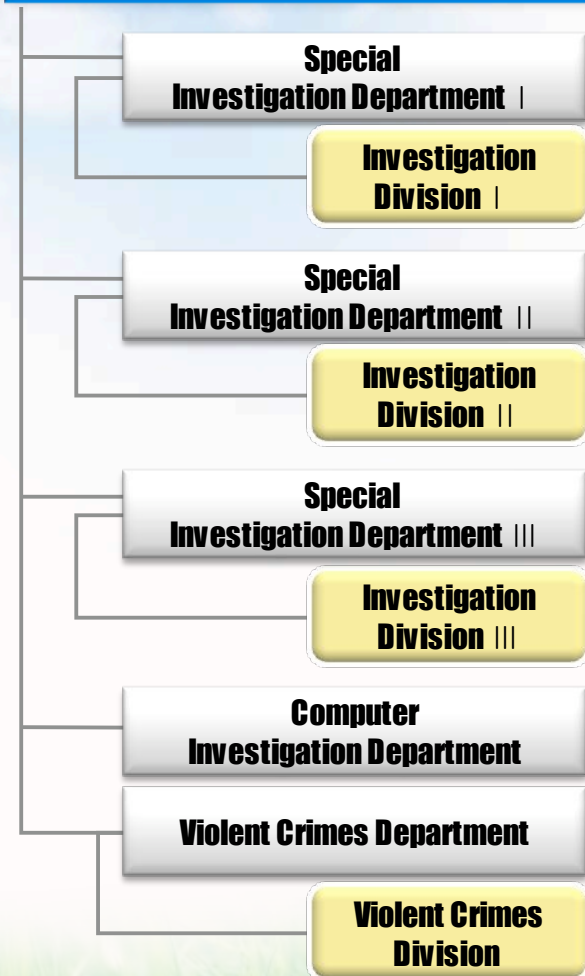 Special
Investigation Department Ⅰ
Investigation
Division Ⅰ
Special
Investigation Department Ⅱ
Investigation
Division Ⅱ
Special
Investigation Department Ⅲ
Investigation
Division Ⅲ
Computer
Investigation Department
Violent Crimes Department
Violent Crimes
Division